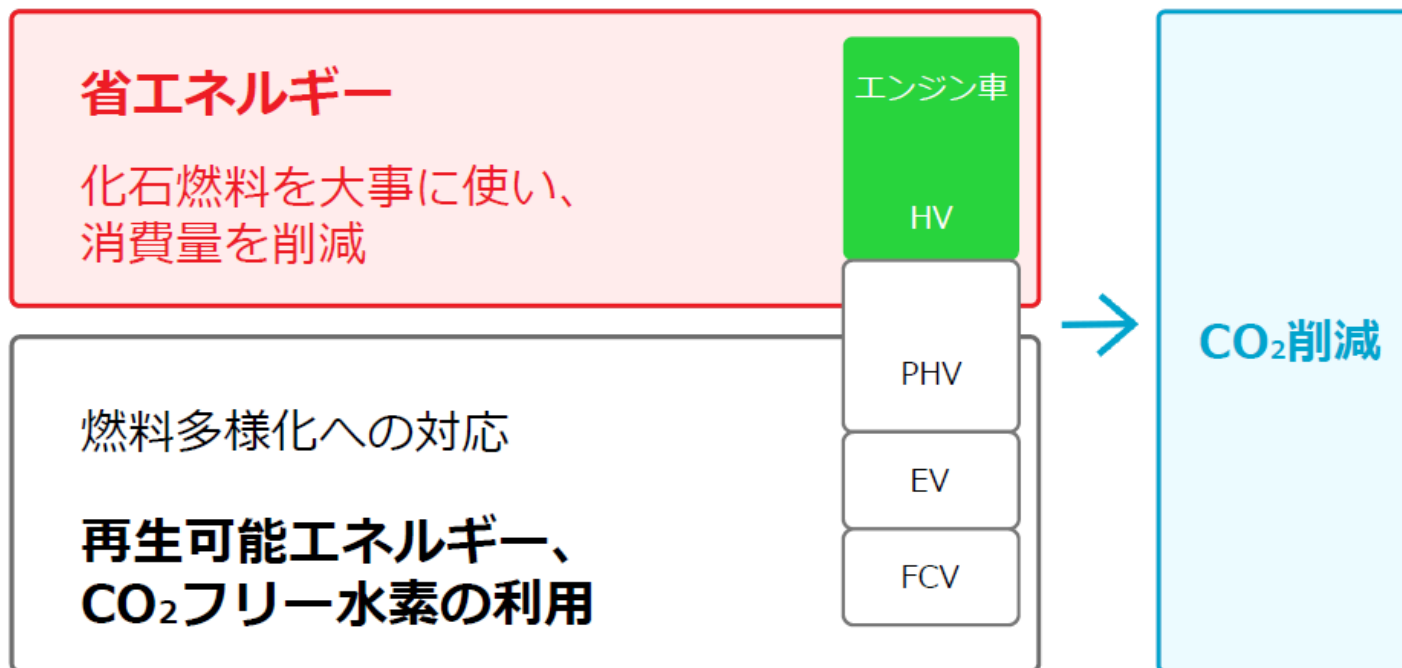 省エネルギー
化石燃料を大事に使い、
消費量を削減
エンジン車
HV
PHV
燃料多様化への対応
EV
再生可能エネルギー、
CO₂フリー水素の利用
FCV
CO₂削減